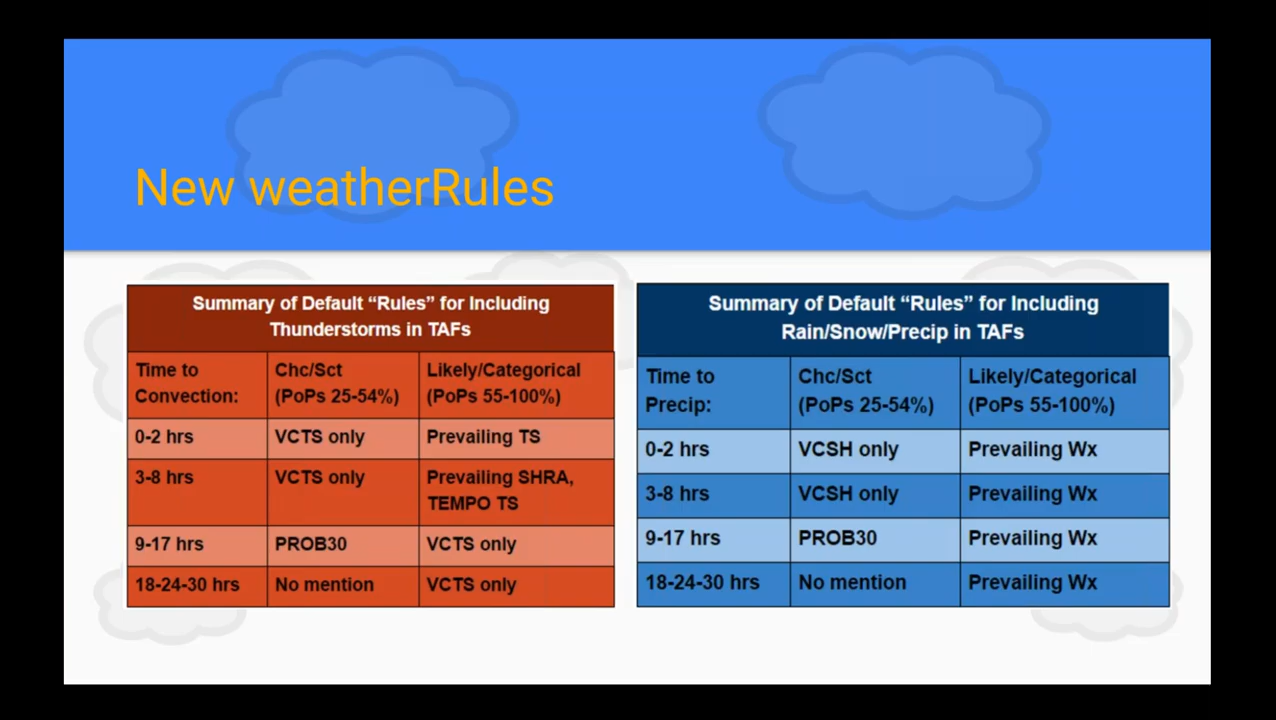 New weatherRules
Summary of Default “Rules” for Including
Thunderstorms in TAFs
Time to
Convection:
Chc/Sct
(PoPs 25-54%)
Likely/Categorical
(PoPs 55-100%)
0-2 hrs
VCTS only
Prevailing TS
3-8 hrs
VCTS only
Prevailing SHRA,
TEMPO TS
9-17 hrs
PROB30
VCTS only
18-24-30 hrs
No mention
VCTS only
Summary of Default “Rules” for Including
Rain/Snow/Precip in TAFs
Time to
Precip:
Chc/Sct
(PoPs 25-54%)
Likely/Categorical
(PoPs 55-100%)
0-2 hrs
VCSH only
Prevailing Wx
3-8 hrs
VCSH only
Prevailing Wx
9-17 hrs
PROB30
Prevailing Wx
18-24-30 hrs
No mention
Prevailing Wx